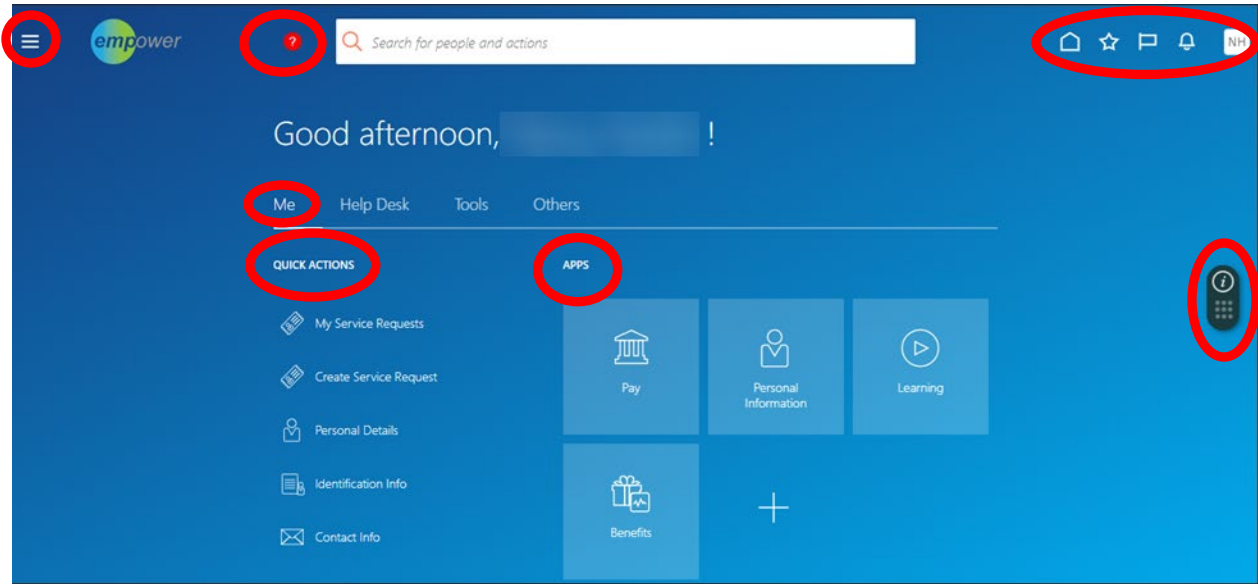 empower
?
Search for people and actions
NH
Good afternoon, !
Me Help Desk Tools Others
QUICK ACTIONS
APPS
My Service Requests
Create Service Request
Personal Details
Identification Info
Contact Info
Pay
Personal
Information
Learning
Benefits
i